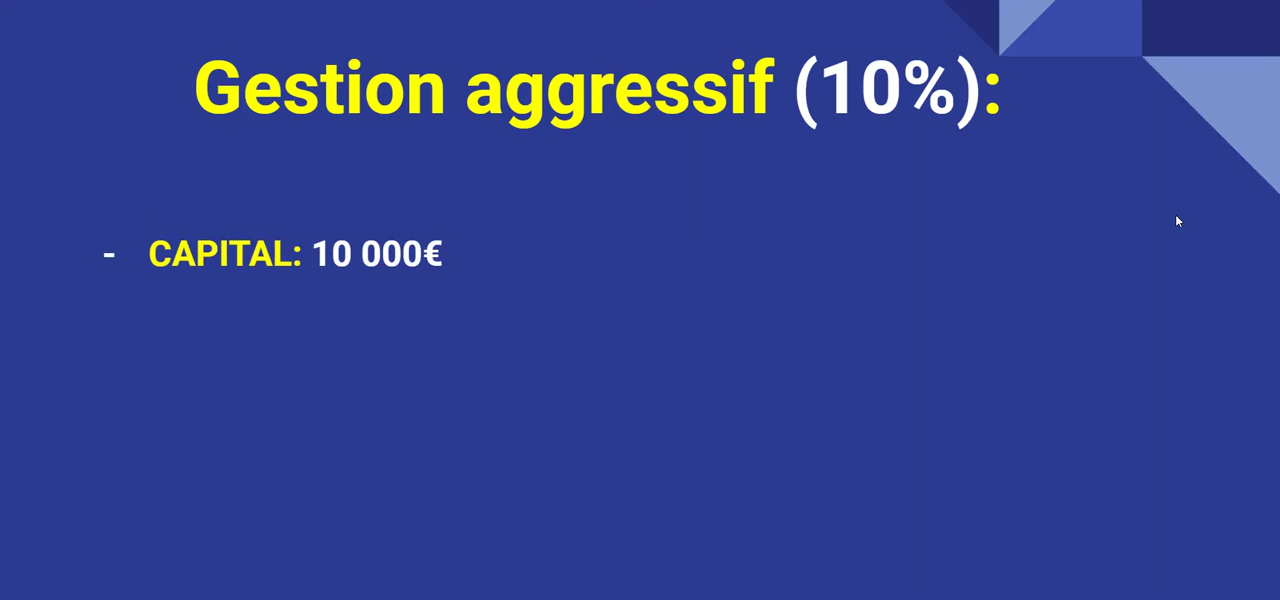 Gestion aggressif (10%):
- CAPITAL: 10 000€